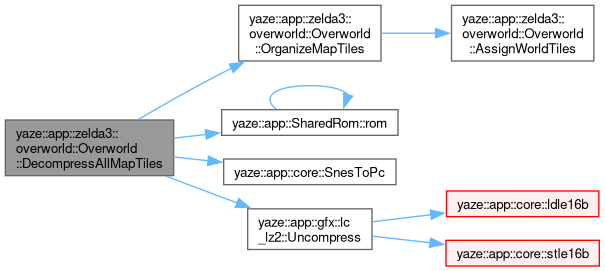 yaze::app::zelda3::
overworld::Overworld
::DecompressAllMapTiles
yaze::app::zelda3::
overworld::Overworld
::OrganizeMapTiles
yaze::app::zelda3::
overworld::Overworld
::AssignWorldTiles
yaze::app::SharedRom::rom
yaze::app::core::SnesToPc
yaze::app::gfx::lc
_lz2::Uncompress
yaze::app::core::ldle16b
yaze::app::core::stle16b